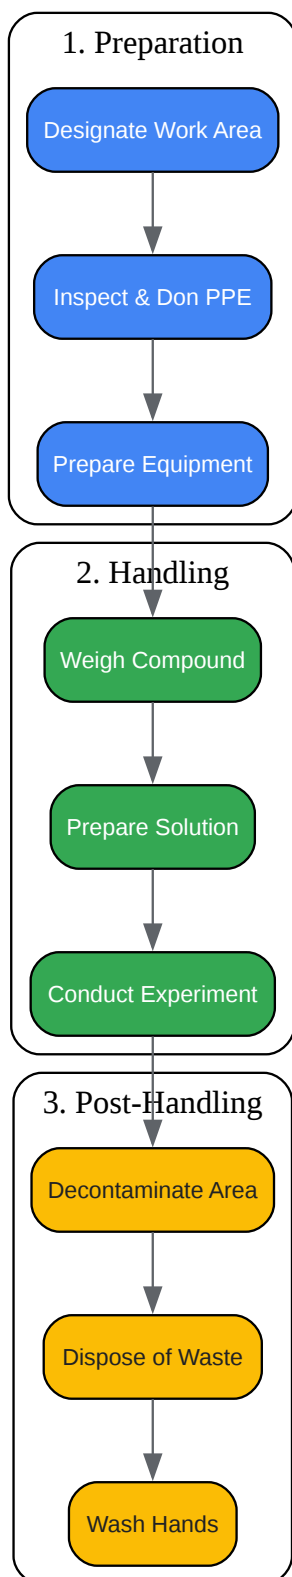 1. Preparation
Designate Work Area
Inspect & Don PPE
Prepare Equipment
2. Handling
Weigh Compound
Prepare Solution
Conduct Experiment
3. Post-Handling
Decontaminate Area
Dispose of Waste
Wash Hands